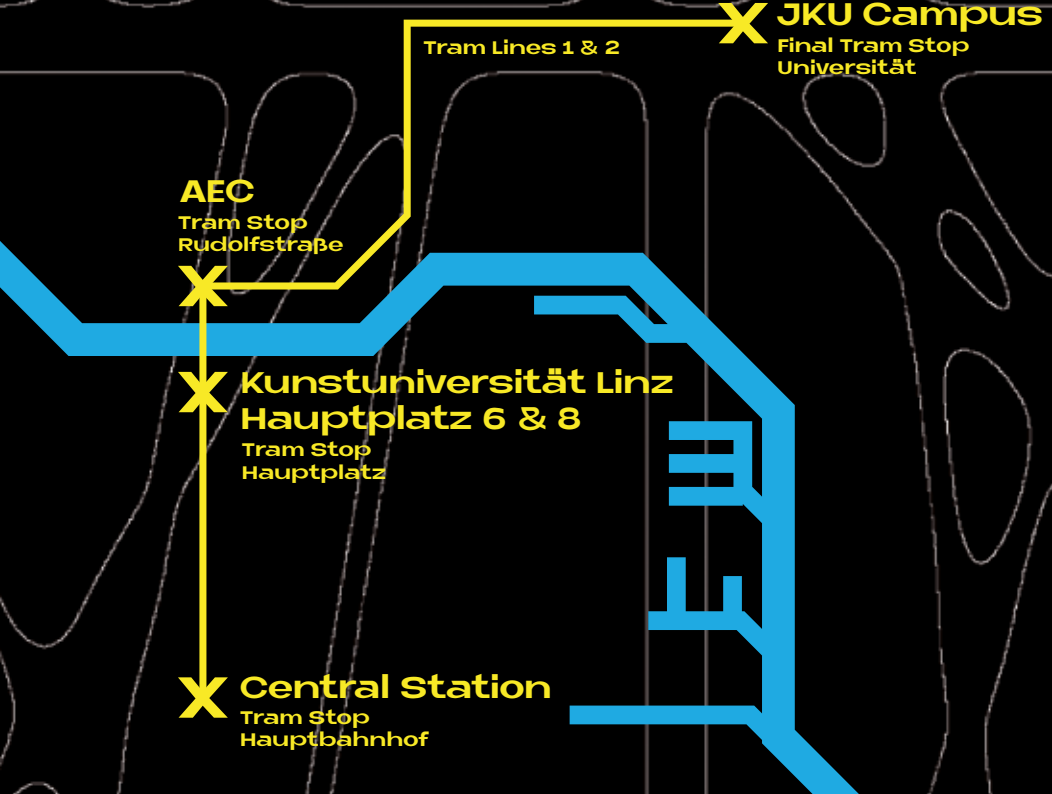 JKU Campus
Final Tram Stop
Universität
Tram Lines 1 & 2
AEC
Tram Stop
Rudolfstraße
Kunstuniversität Linz
Hauptplatz 6 & 8
Tram Stop
Hauptplatz
Central Station
Tram Stop
Hauptbahnhof